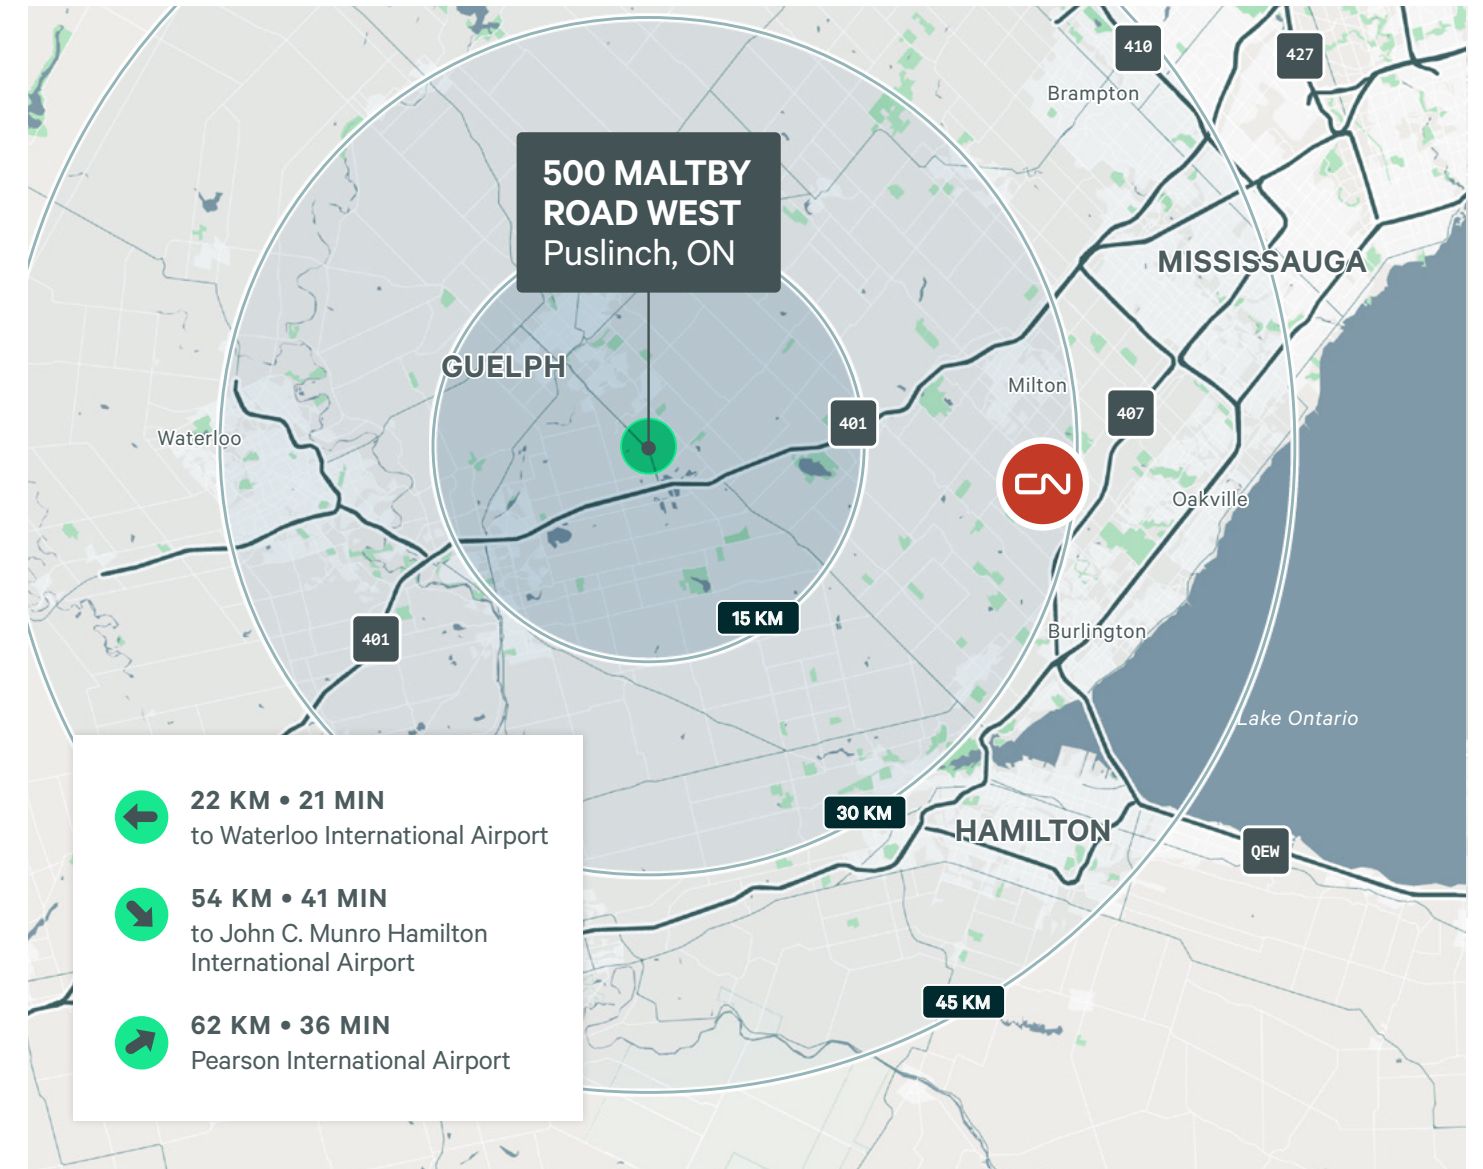 410
427
Brampton
500 MALTBY
ROAD WEST
Puslinch, ON
MISSISSAUGA
GUELPH
Milton
401
407
Waterloo
CN
Oakville
15 KM
Burlington
401
Lake Ontario
30 KM
HAMILTON
QEW
45 KM
22 KM • 21 MIN
to Waterloo International Airport
54 KM • 41 MIN
to John C. Munro Hamilton
International Airport
62 KM • 36 MIN
Pearson International Airport